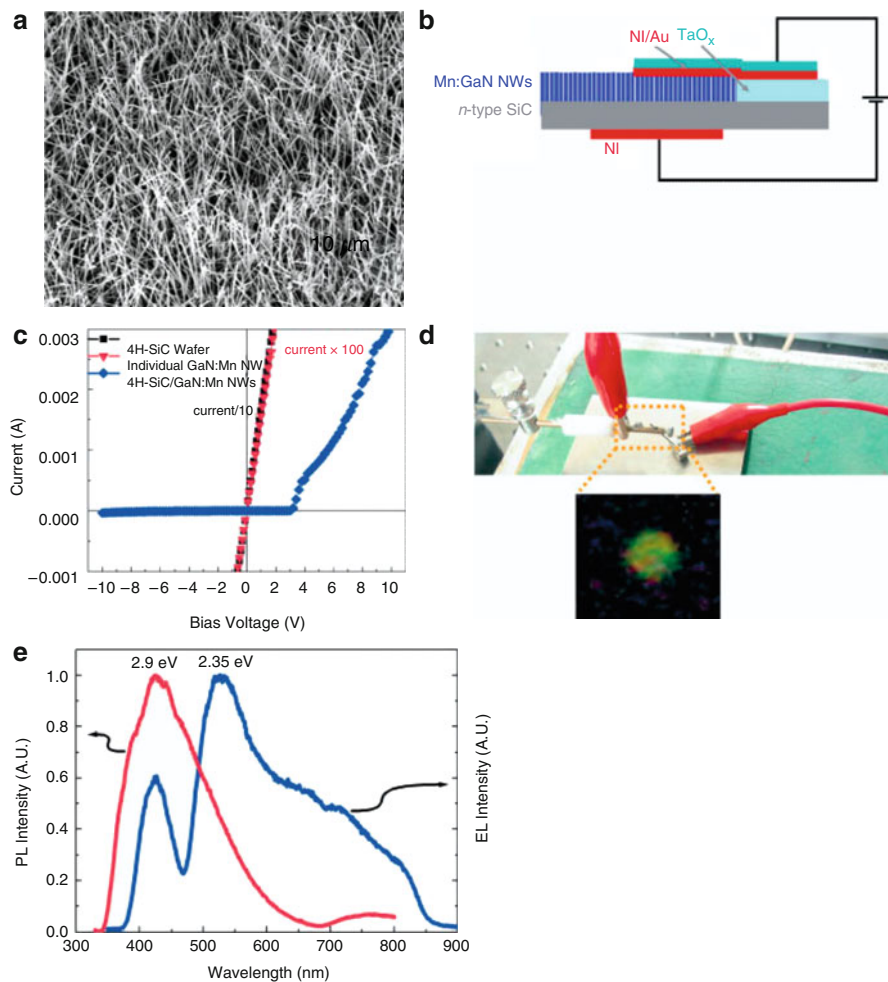 a
10 μm
b
NI/Au
TaOx
Mn:GaN NWs
n-type SiC
NI
c
0.003
0.002
0.001
0.000
−0.001
4H-SiC Wafer
Individual GaN:Mn NW
4H-SiC/GaN:Mn NWs
current × 100
current/10
Current (A)
−10 −8 −6 −4 −2 0 2 4 6 8 10
Bias Voltage (V)
d
e
2.9 eV 2.35 eV
1.0
0.8
0.6
0.4
0.2
0.0
PL Intensity (A.U.)
EL Intensity (A.U.)
300 400 500 600 700 800 900
Wavelength (nm)